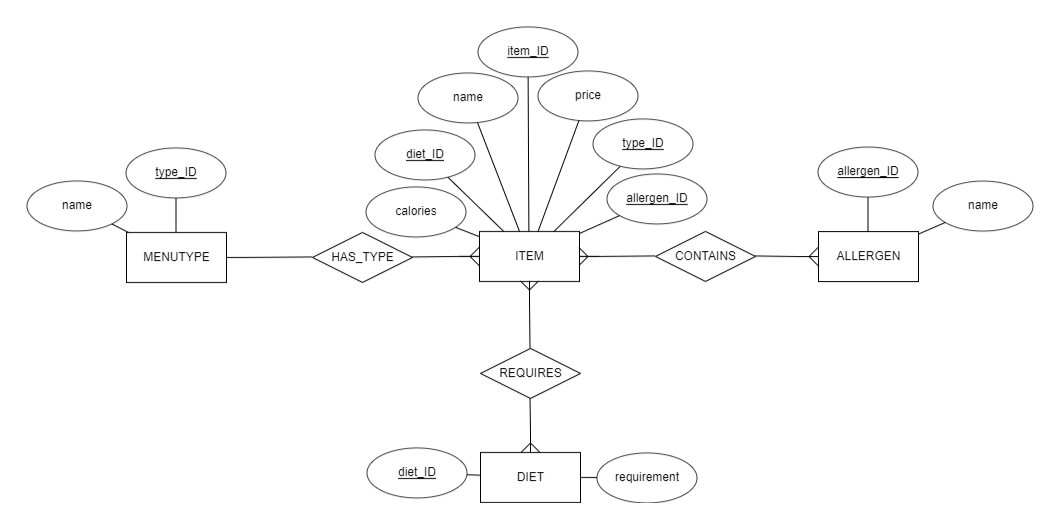 item_ID
name
price
diet_ID
type_ID
type_ID
allergen_ID
name
calories
allergen_ID
name
MENUTYPE
HAS_TYPE
ITEM
CONTAINS
ALLERGEN
REQUIRES
diet_ID
DIET
requirement